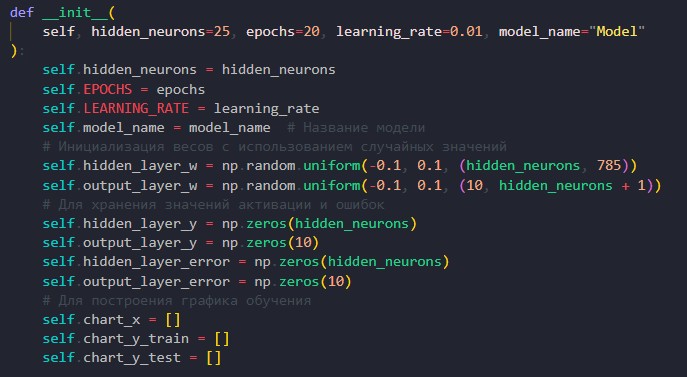 def __init__(
    self, hidden_neurons=25, epochs=20, learning_rate=0.01, model_name="Model"
):
    self.hidden_neurons = hidden_neurons
    self.EPOCHS = epochs
    self.LEARNING_RATE = learning_rate
    self.model_name = model_name  # Название модели
    # Инициализация весов с использованием случайных значений
    self.hidden_layer_w = np.random.uniform(-0.1, 0.1, (hidden_neurons, 785))
    self.output_layer_w = np.random.uniform(-0.1, 0.1, (10, hidden_neurons + 1))
    # Для хранения значений активации и ошибок
    self.hidden_layer_y = np.zeros(hidden_neurons)
    self.output_layer_y = np.zeros(10)
    self.hidden_layer_error = np.zeros(hidden_neurons)
    self.output_layer_error = np.zeros(10)
    # Для построения графика обучения
    self.chart_x = []
    self.chart_y_train = []
    self.chart_y_test = []